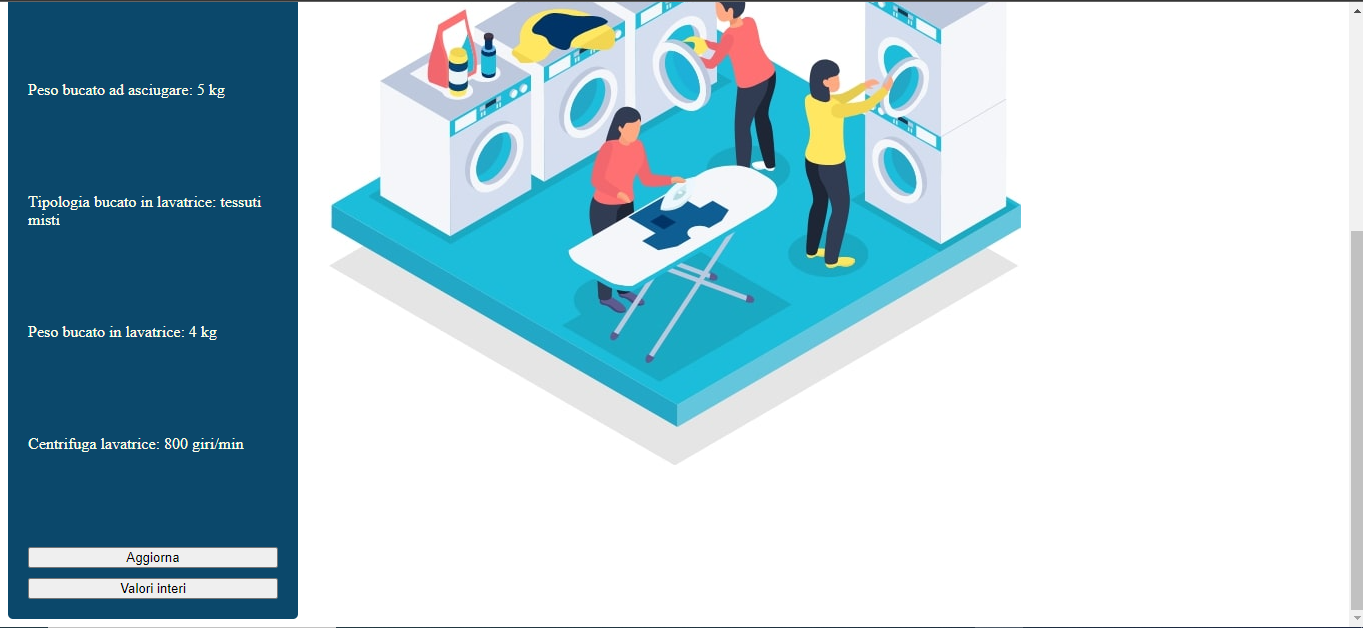 Peso bucato ad asciugare: 5 kg
Tipologia bucato in lavatrice: tessuti
misti
Peso bucato in lavatrice: 4 kg
Centrifuga lavatrice: 800 giri/min
Aggiorna
Valori interi